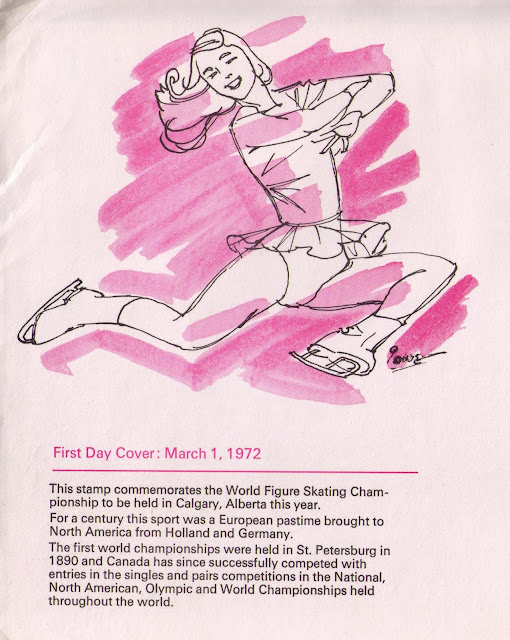 First Day Cover: March 1, 1972
This stamp commemorates the World Figure Skating Cham-
pionship to be held in Calgary, Alberta this year.
For a century this sport was a European pastime brought to
North America from Holland and Germany.
The first world championships were held in St. Petersburg in
1890 and Canada has since successfully competed with
entries in the singles and pairs competitions in the National,
North American, Olympic and World Championships held
throughout the world.